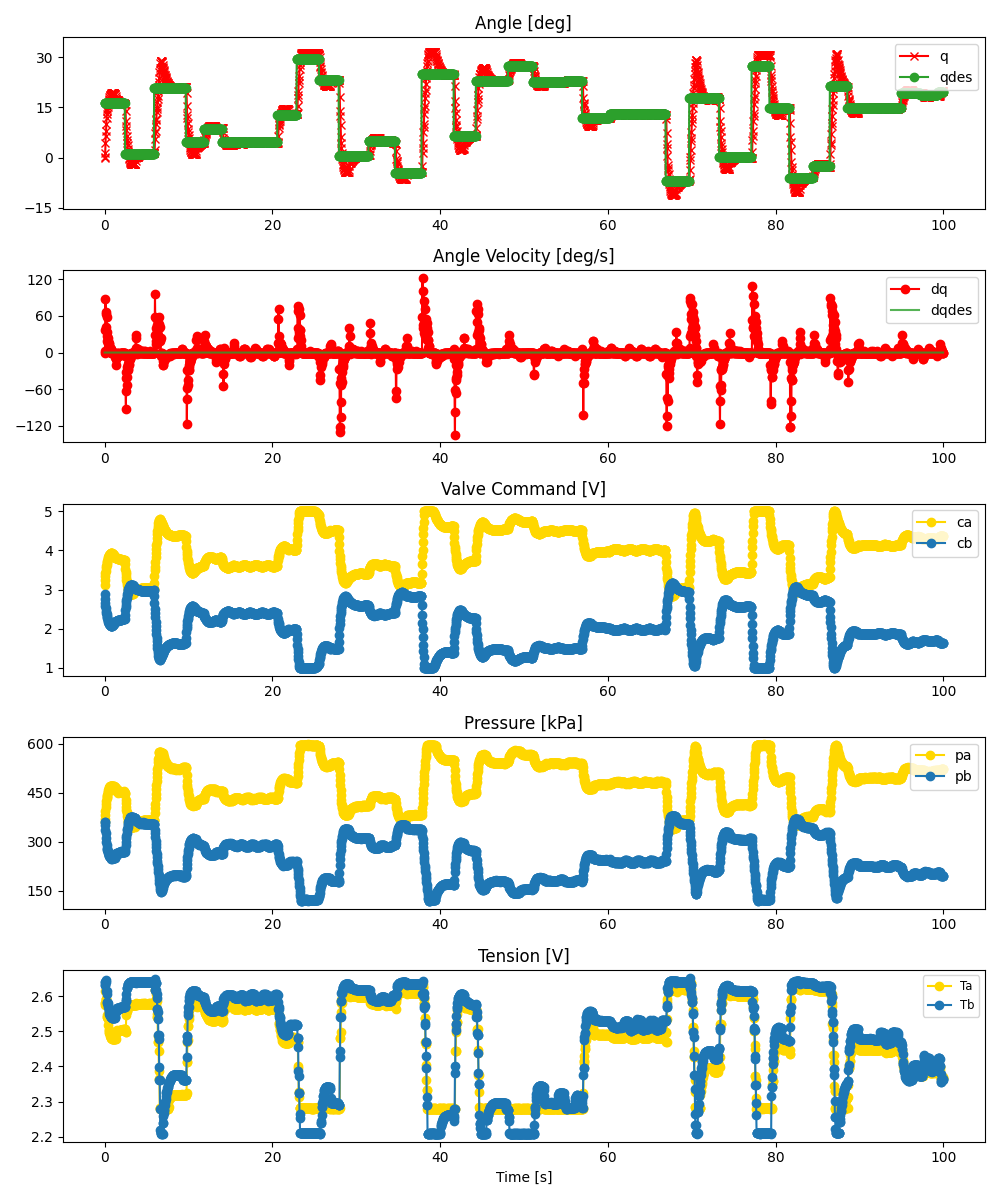 Angle [deg]
30
15
0
−15
q
qdes
0 20 40 60 80 100
Angle Velocity [deg/s]
120
60
0
−60
−120
dq
dqdes
0 20 40 60 80 100
Valve Command [V]
5
4
3
2
1
ca
cb
0 20 40 60 80 100
Pressure [kPa]
600
450
300
150
pa
pb
0 20 40 60 80 100
Tension [V]
2.6
2.5
2.4
2.3
2.2
Ta
Tb
0 20 40 60 80 100
Time [s]